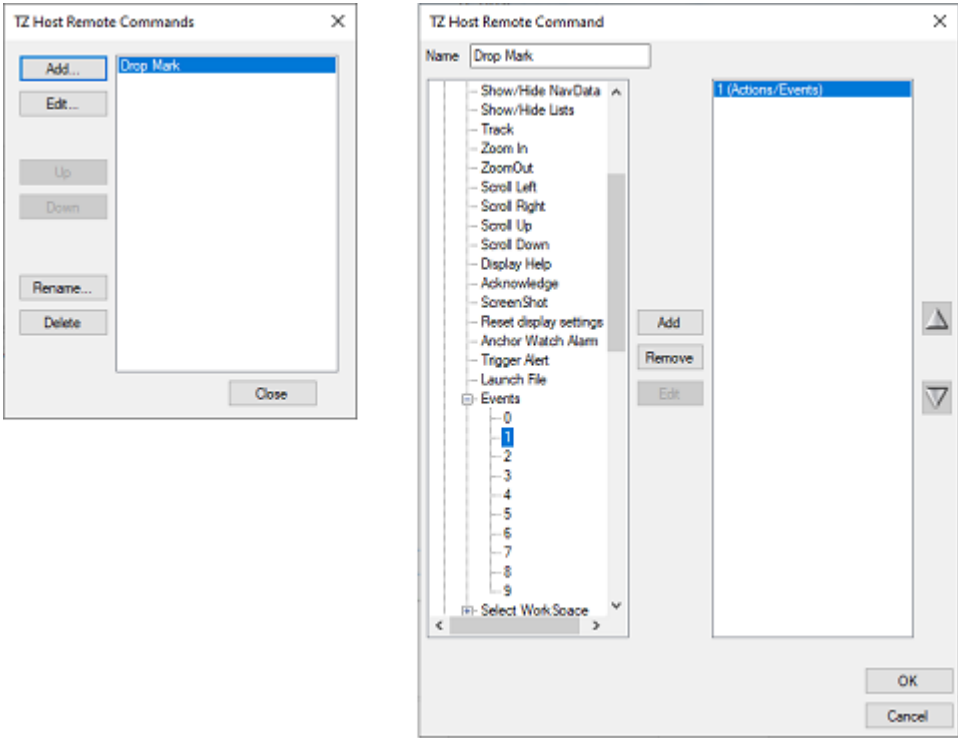 TZ Host Remote Commands
Add...
Drop Mark
Edit...
Up
Down
Rename...
Delete
Close
TZ Host Remote Command
Name Drop Mark
Show/Hide NavData
Show/Hide Lists
Track
Zoom In
ZoomOut
Scroll Left
Scroll Right
Scroll Up
Scroll Down
Display Help
Acknowledge
ScreenShot
Reset display settings
Anchor Watch Alarm
Trigger Alert
Launch File
Events
0
1
2
3
4
5
6
7
8
9
Select WorkSpace
Add
Remove
Edit
1 (Actions/Events)
OK
Cancel